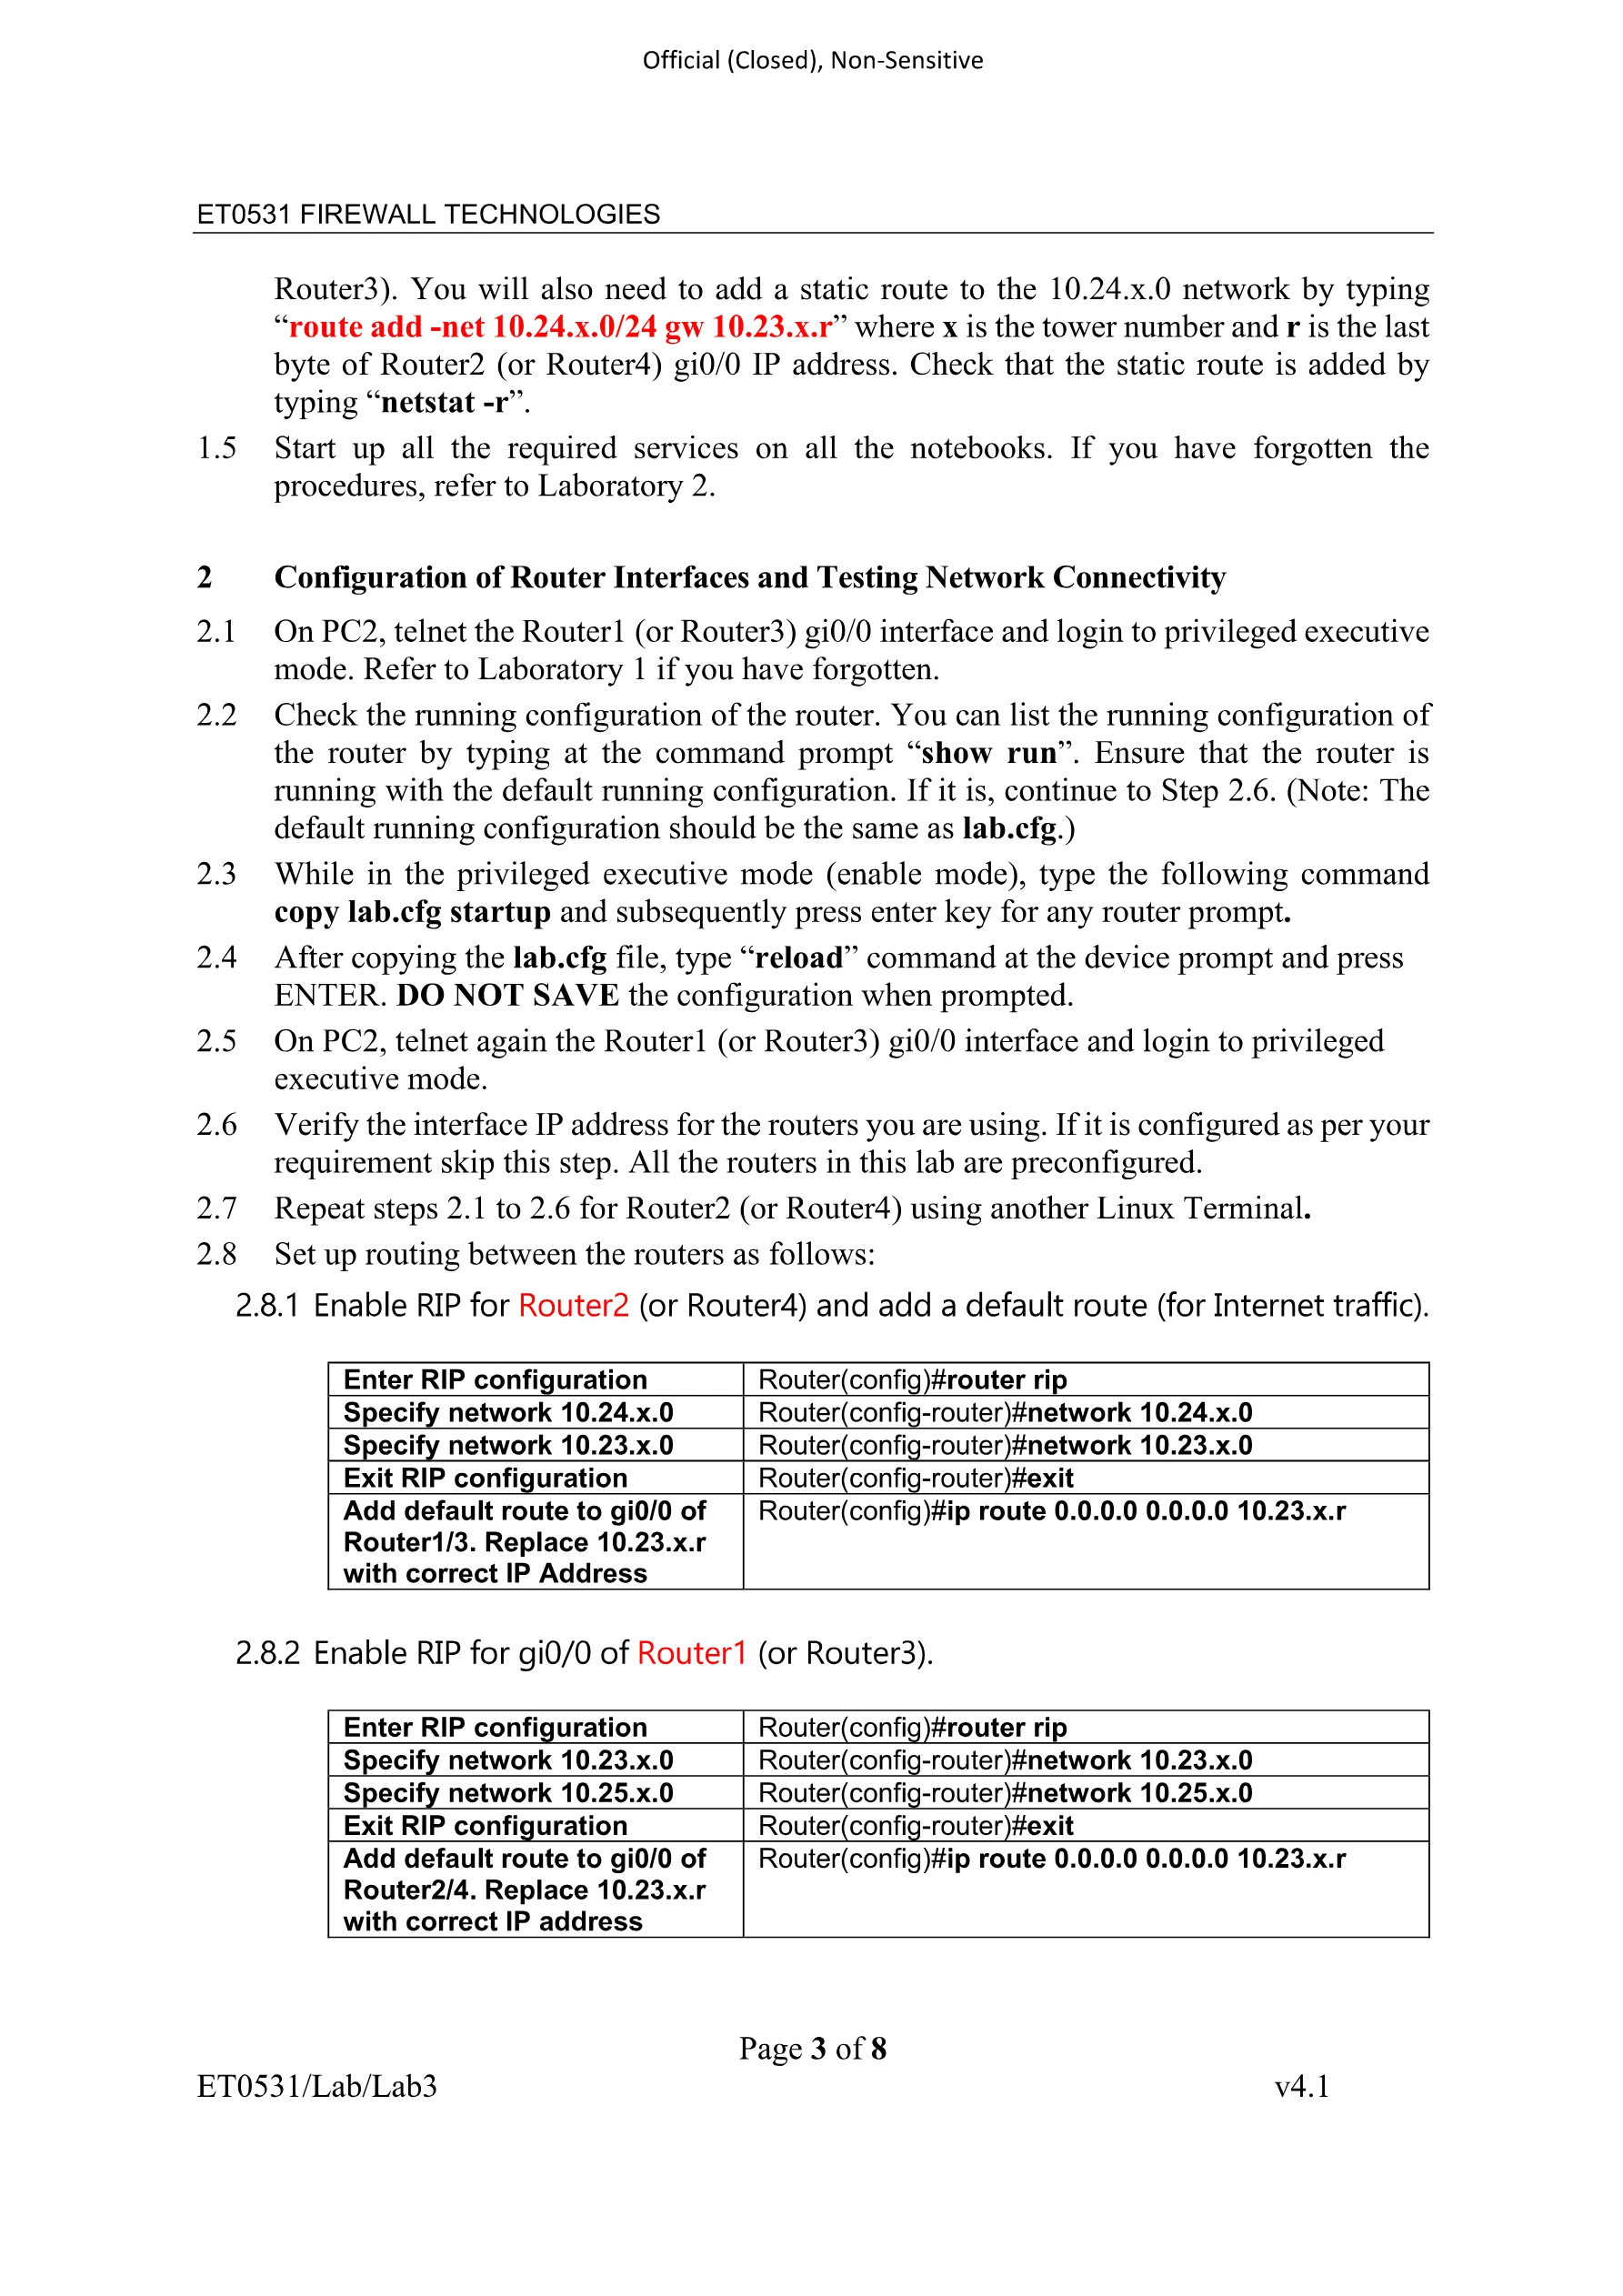 Official (Closed), Non-Sensitive
ET0531 FIREWALL TECHNOLOGIES
Router3). You will also need to add a static route to the 10.24.x.0 network by typing
“route add -net 10.24.x.0/24 gw 10.23.x.r” where x is the tower number and r is the last
byte of Router2 (or Router4) gi0/0 IP address. Check that the static route is added by
typing “netstat -r”.
1.5 Start up all the required services on all the notebooks. If you have forgotten the
procedures, refer to Laboratory 2.
2 Configuration of Router Interfaces and Testing Network Connectivity
2.1 On PC2, telnet the Router1 (or Router3) gi0/0 interface and login to privileged executive
mode. Refer to Laboratory 1 if you have forgotten.
2.2 Check the running configuration of the router. You can list the running configuration of
the router by typing at the command prompt “show run”. Ensure that the router is
running with the default running configuration. If it is, continue to Step 2.6. (Note: The
default running configuration should be the same as lab.cfg.)
2.3 While in the privileged executive mode (enable mode), type the following command
copy lab.cfg startup and subsequently press enter key for any router prompt.
2.4 After copying the lab.cfg file, type “reload” command at the device prompt and press
ENTER. DO NOT SAVE the configuration when prompted.
2.5 On PC2, telnet again the Router1 (or Router3) gi0/0 interface and login to privileged
executive mode.
2.6 Verify the interface IP address for the routers you are using. If it is configured as per your
requirement skip this step. All the routers in this lab are preconfigured.
2.7 Repeat steps 2.1 to 2.6 for Router2 (or Router4) using another Linux Terminal.
2.8 Set up routing between the routers as follows:
2.8.1 Enable RIP for Router2 (or Router4) and add a default route (for Internet traffic).
Enter RIP configuration Router(config)#router rip
Specify network 10.24.x.0 Router(config-router)#network 10.24.x.0
Specify network 10.23.x.0 Router(config-router)#network 10.23.x.0
Exit RIP configuration Router(config-router)#exit
Add default route to gi0/0 of Router(config)#ip route 0.0.0.0 0.0.0.0 10.23.x.r
Router1/3. Replace 10.23.x.r
with correct IP Address
2.8.2 Enable RIP for gi0/0 of Router1 (or Router3).
Enter RIP configuration Router(config)#router rip
Specify network 10.23.x.0 Router(config-router)#network 10.23.x.0
Specify network 10.25.x.0 Router(config-router)#network 10.25.x.0
Exit RIP configuration Router(config-router)#exit
Add default route to gi0/0 of Router(config)#ip route 0.0.0.0 0.0.0.0 10.23.x.r
Router2/4. Replace 10.23.x.r
with correct IP address
Page 3 of 8
ET0531/Lab/Lab3 v4.1